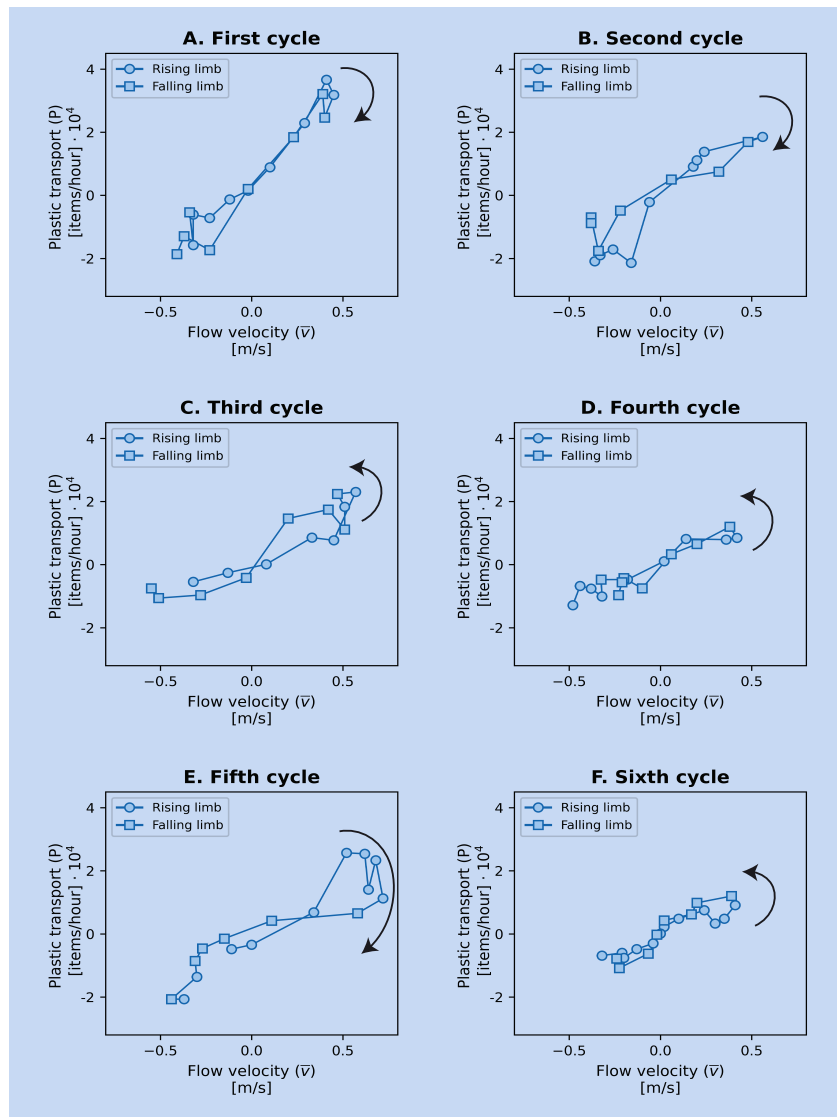 A. First cycle
Rising limb
Falling limb
Plastic transport (P)
[items/hour] · 10⁴
4
2
0
-2
−0.5
0.0
0.5
Flow velocity (v̅)
[m/s]
B. Second cycle
Rising limb
Falling limb
Plastic transport (P)
[items/hour] · 10⁴
4
2
0
-2
−0.5
0.0
0.5
Flow velocity (v̅)
[m/s]
C. Third cycle
Rising limb
Falling limb
Plastic transport (P)
[items/hour] · 10⁴
4
2
0
-2
−0.5
0.0
0.5
Flow velocity (v̅)
[m/s]
D. Fourth cycle
Rising limb
Falling limb
Plastic transport (P)
[items/hour] · 10⁴
4
2
0
-2
−0.5
0.0
0.5
Flow velocity (v̅)
[m/s]
E. Fifth cycle
Rising limb
Falling limb
Plastic transport (P)
[items/hour] · 10⁴
4
2
0
-2
−0.5
0.0
0.5
Flow velocity (v̅)
[m/s]
F. Sixth cycle
Rising limb
Falling limb
Plastic transport (P)
[items/hour] · 10⁴
4
2
0
-2
−0.5
0.0
0.5
Flow velocity (v̅)
[m/s]